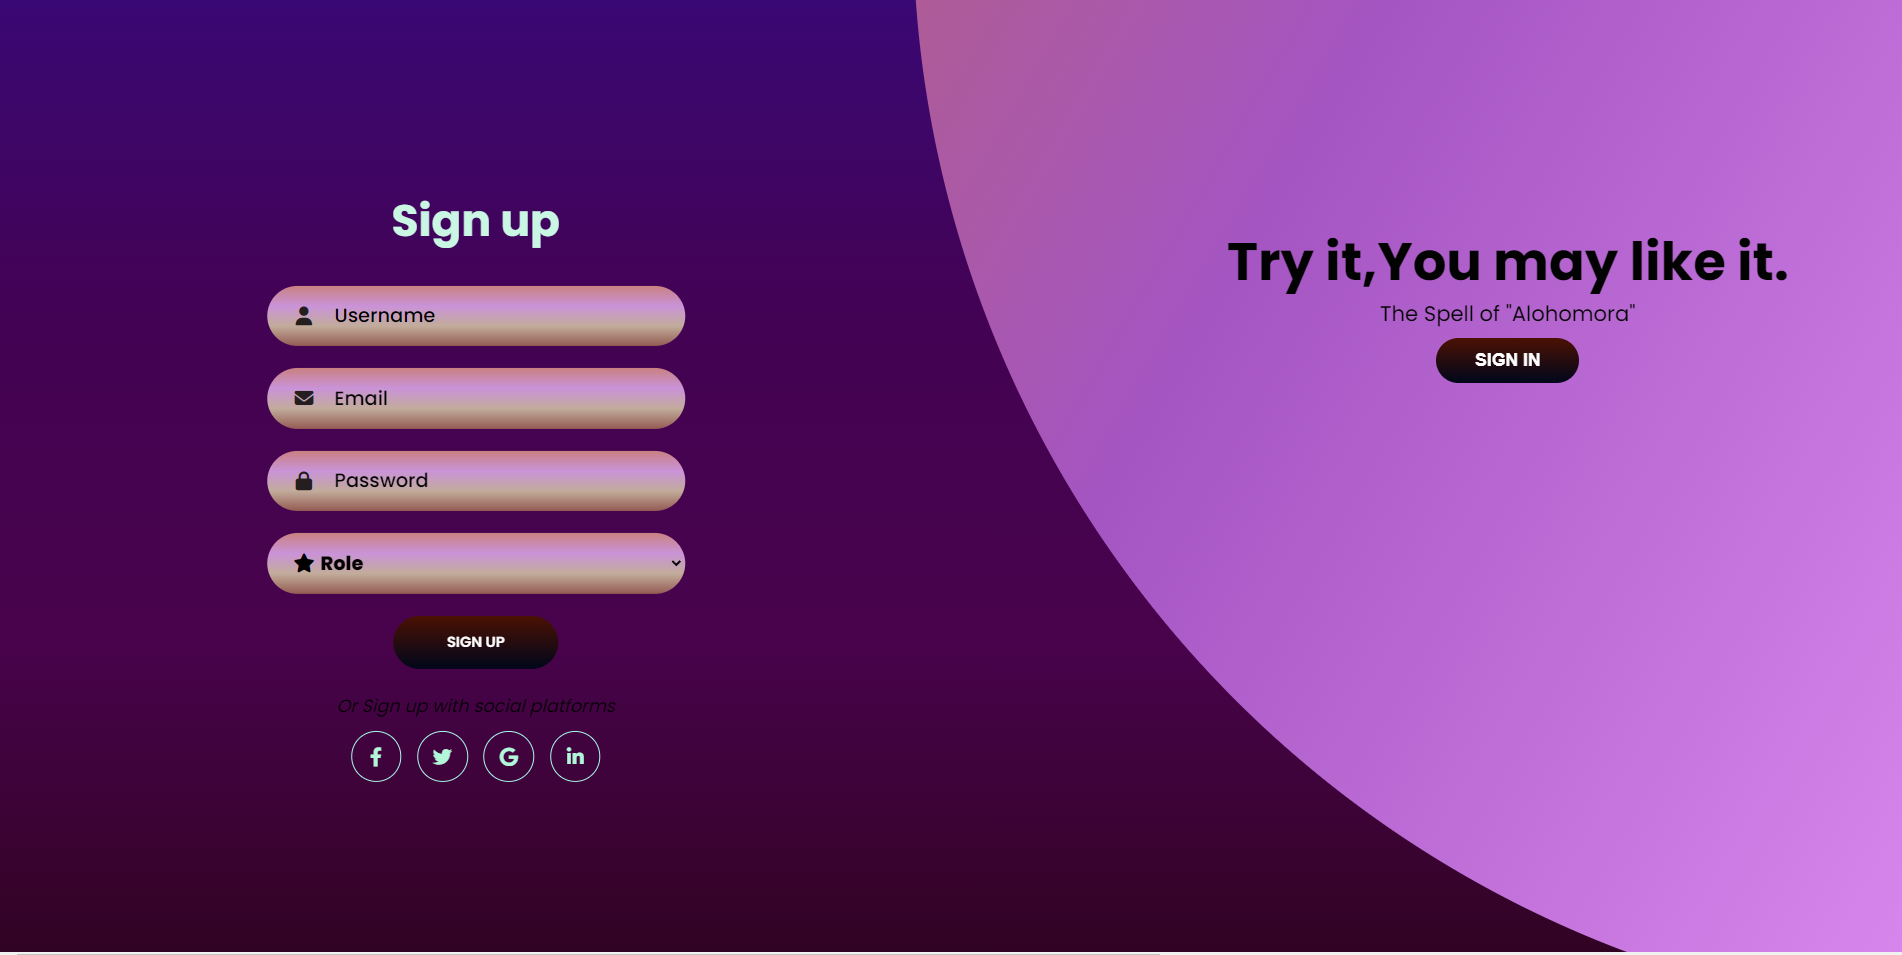 Sign up
Username
Email
Password
Role
SIGN UP
Or Sign up with social platforms
Try it,You may like it.
The Spell of "Alohomora"
SIGN IN